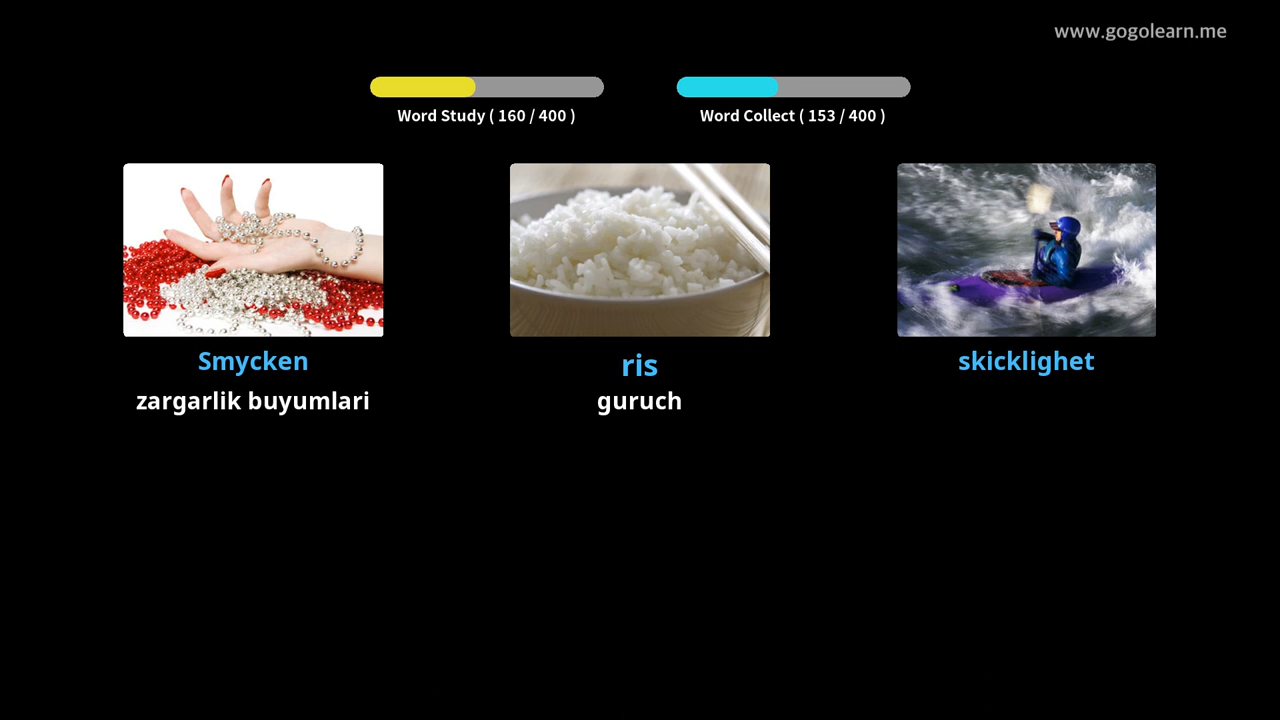 www.gogolearn.me
Word Study ( 160 / 400 )
Word Collect ( 153 / 400 )
Smycken
zargarlik buyumlari
ris
guruch
skicklighet